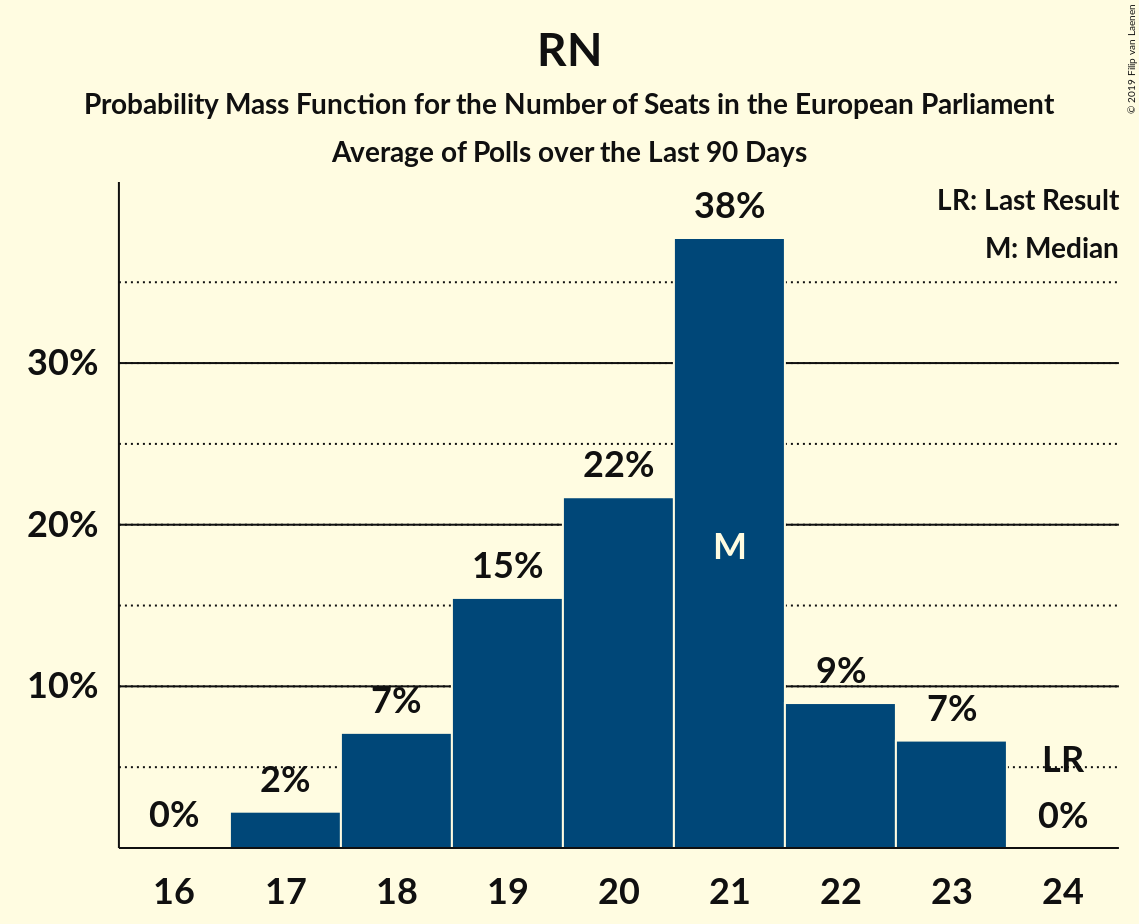 RN
Probability Mass Function for the Number of Seats in the European Parliament
Average of Polls over the Last 90 Days
© 2019 Filip van Laenen
LR: Last Result
M: Median
38%
30%
22%
20%
M
15%
10%
9%
7%
7%
LR
2%
0%
0%
16 17 18 19 20 21 22 23 24